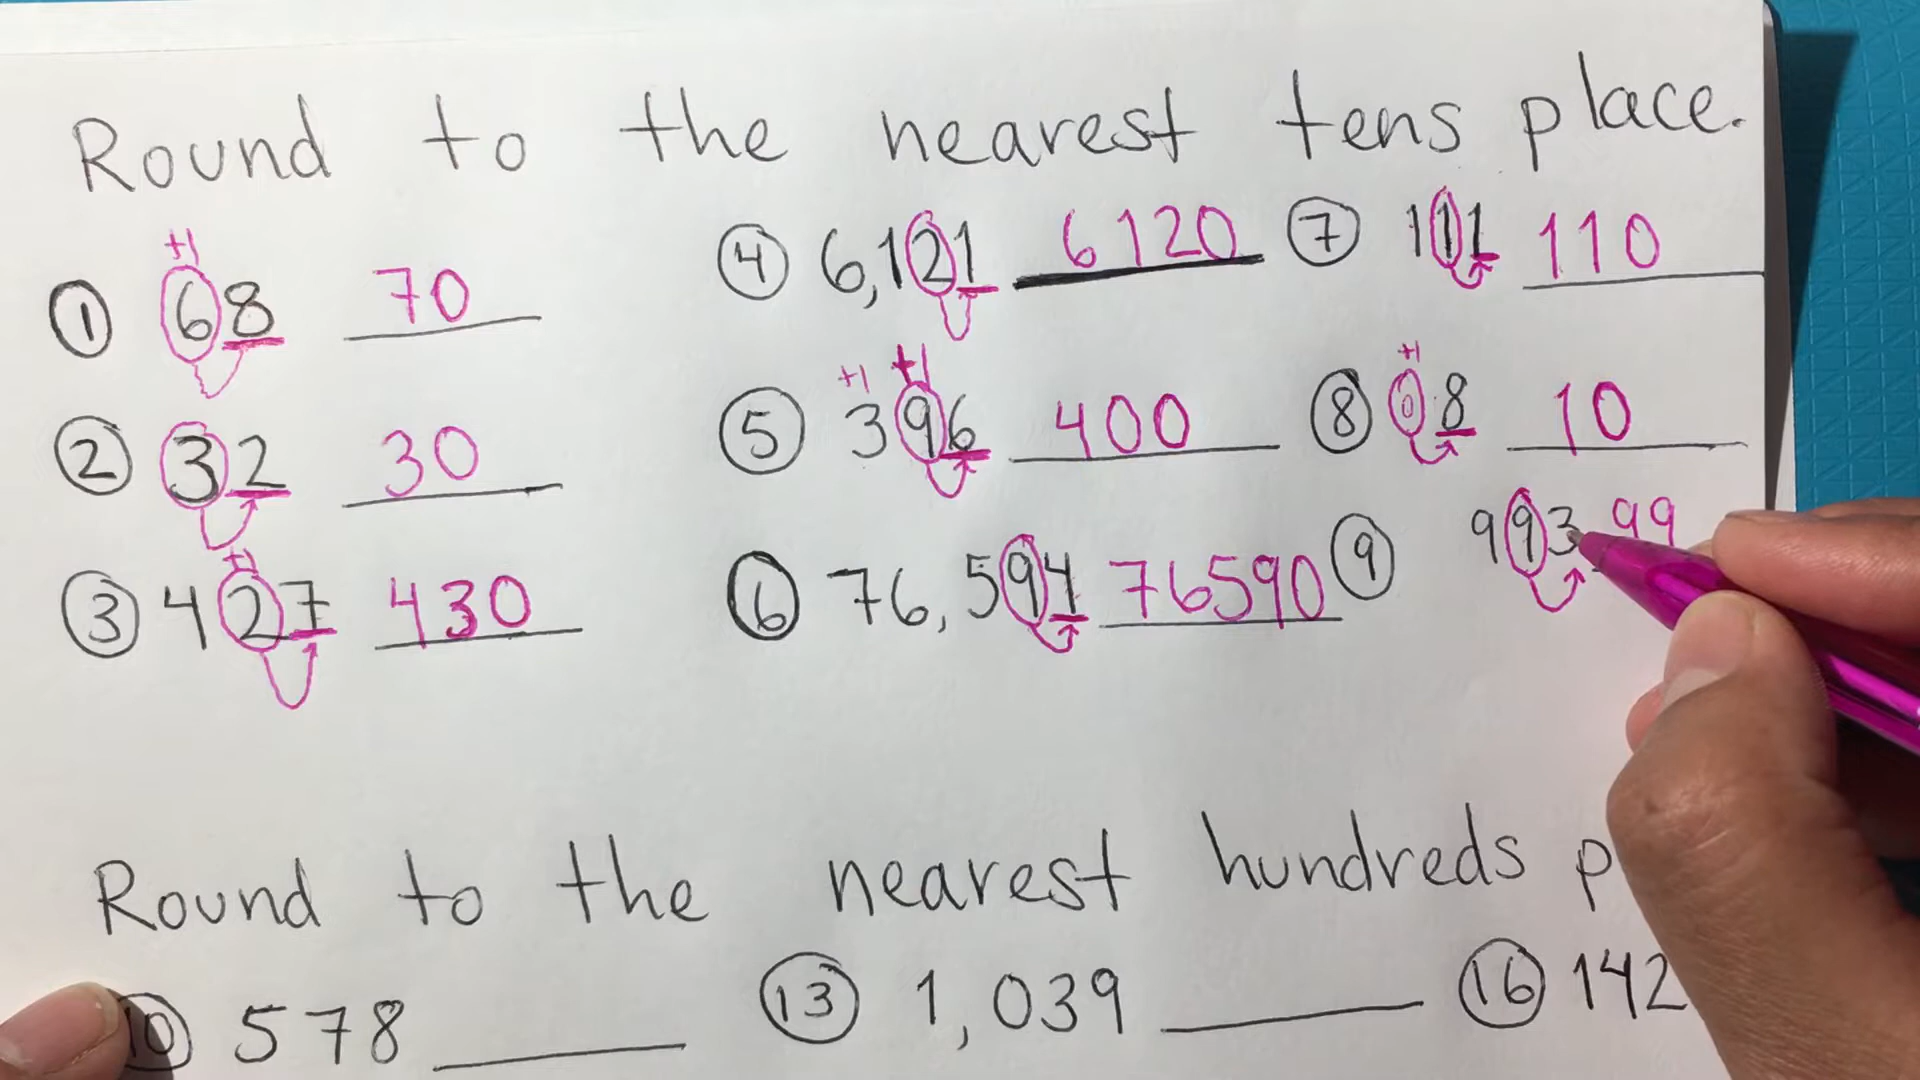 Round to the nearest tens place.
+1
① 68 70
② 32 30
+1
③ 427 430
④ 6,121 6120
+1 +1
⑤ 396 400
⑥ 76,594 76590
⑦ 111 110
+1
⑧ 08 10
⑨ 993 99
Round to the nearest hundreds p
10 578
⑬ 1,039
⑯ 142